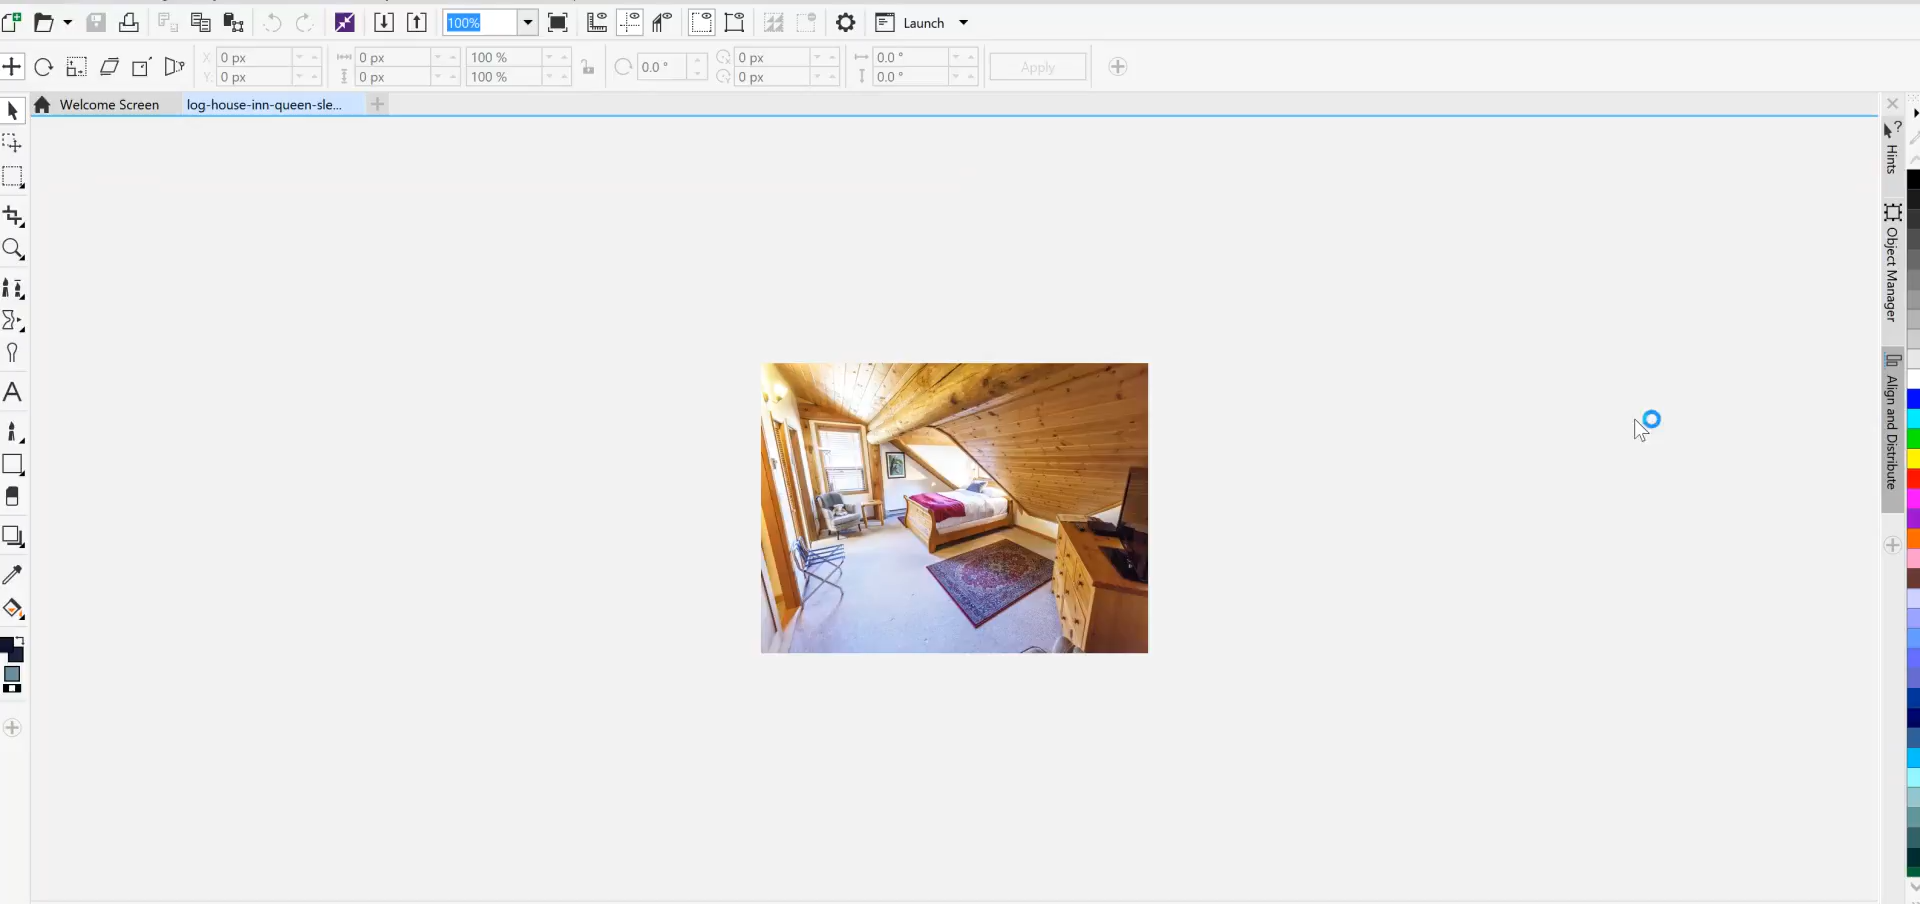 100%
Launch
X: 0 px 0 px 100 % 0.0 ° 0 px 0.0 ° Apply
Y: 0 px 0 px 100 % 0 px 0.0 °
Welcome Screen log-house-inn-queen-sle...
Hints
Object Manager
Align and Distribute